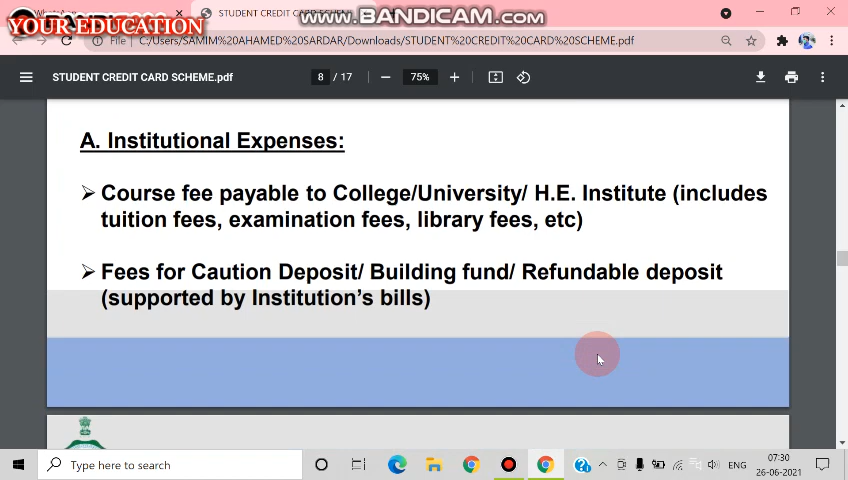 www.BANDICAM.com
YOUR EDUCATION
STUDENT CREDIT CARD SCHEM
File | C:/Users/SAMIM%20AHAMED%20SARDAR/Downloads/STUDENT%20CREDIT%20CARD%20SCHEME.pdf
STUDENT CREDIT CARD SCHEME.pdf
8 / 17
75%
A. Institutional Expenses:
➢ Course fee payable to College/University/ H.E. Institute (includes
tuition fees, examination fees, library fees, etc)
➢ Fees for Caution Deposit/ Building fund/ Refundable deposit
(supported by Institution's bills)
Type here to search
ENG
07:30
26-06-2021